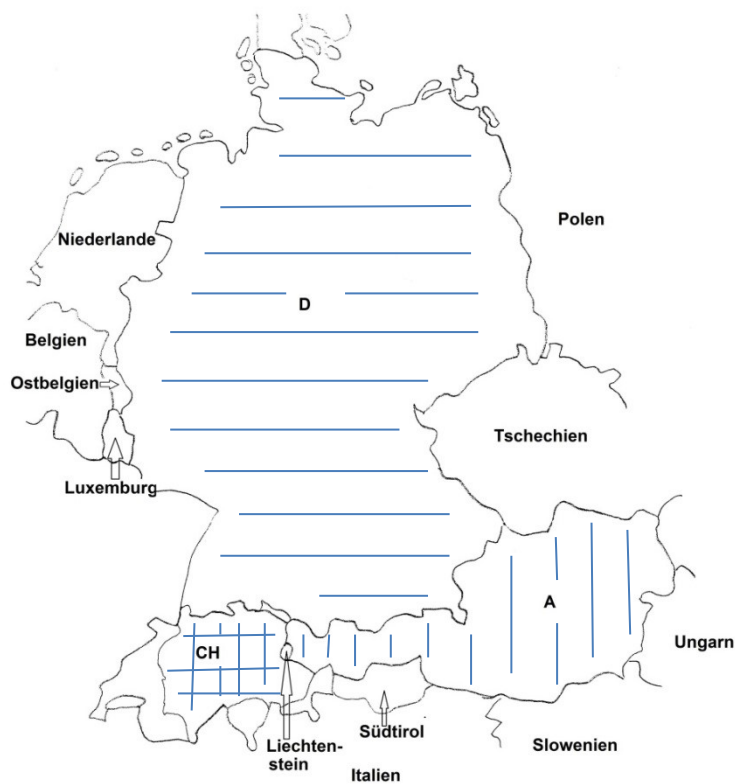 Niederlande
Polen
D
Belgien
Ostbelgien
Tschechien
Luxemburg
A
CH
Ungarn
Südtirol
Liechten-
stein
Slowenien
Italien